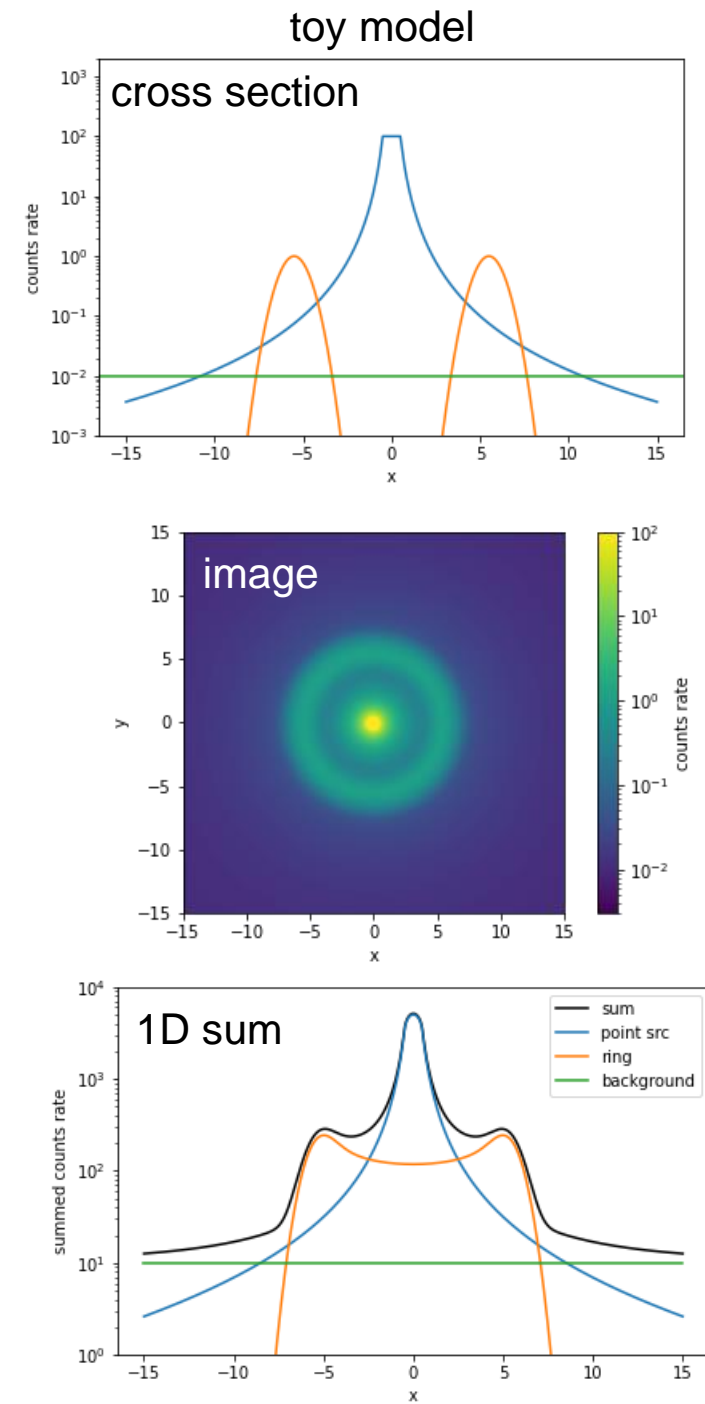 toy model
cross section
10³
10²
10¹
10⁰
10⁻¹
10⁻²
10⁻³
counts rate
−15 −10 −5 0 5 10 15
x
image
15
10
5
0
−5
−10
−15
y
−15 −10 −5 0 5 10 15
x
10²
10¹
10⁰
10⁻¹
10⁻²
counts rate
1D sum
10⁴
10³
10²
10¹
10⁰
summed counts rate
sum
point src
ring
background
−15 −10 −5 0 5 10 15
x